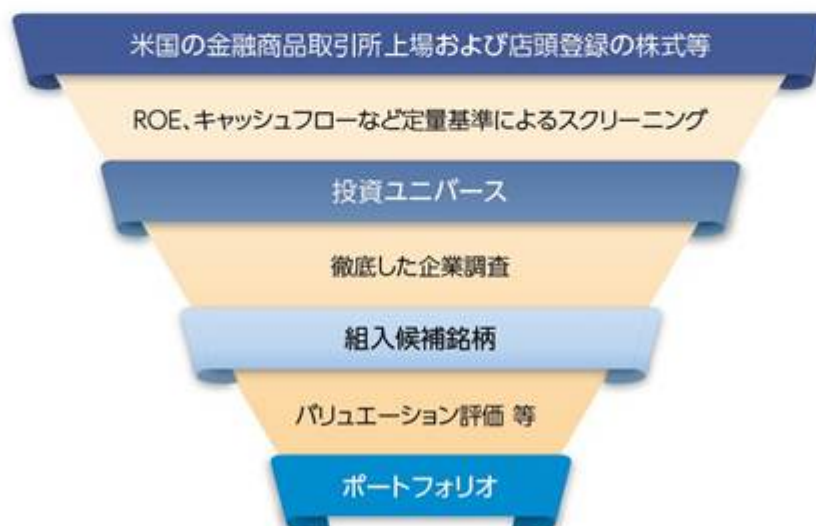 米国の金融商品取引所上場および店頭登録の株式等
ROE、キャッシュフローなど定量基準によるスクリーニング
投資ユニバース
徹底した企業調査
組入候補銘柄
バリュエーション評価 等
ポートフォリオ